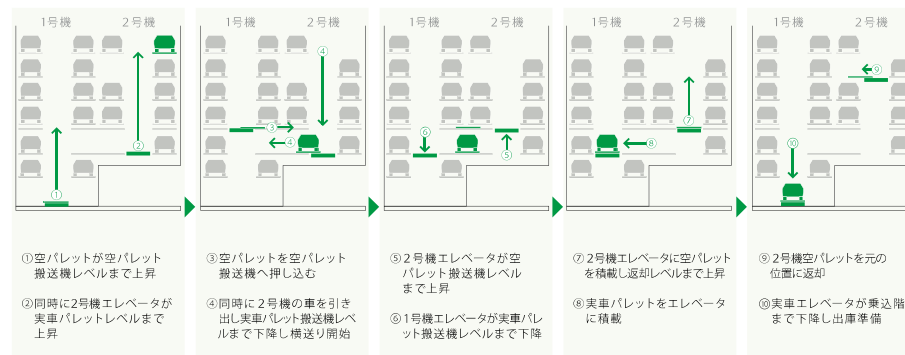 1号機 2号機
②
①
①空パレットが空パレット
搬送機レベルまで上昇
②同時に2号機エレベータが
実車パレットレベルまで
上昇
1号機 2号機
④
③
④
③空パレットを空パレット
搬送機へ押し込む
④同時に2号機の車を引き
出し実車パレット搬送機レベ
ルまで下降し横送り開始
1号機 2号機
⑥
⑤
⑤2号機エレベータが空
パレット搬送機レベル
まで上昇
⑥1号機エレベータが実車パレ
ット搬送機レベルまで下降
1号機 2号機
⑦
⑧
⑦2号機エレベータに空パレット
を積載し返却レベルまで上昇
⑧実車パレットをエレベータ
に積載
1号機 2号機
⑨
⑩
⑨2号機空パレットを元の
位置に返却
⑩実車エレベータが乗込階
まで下降し出庫準備